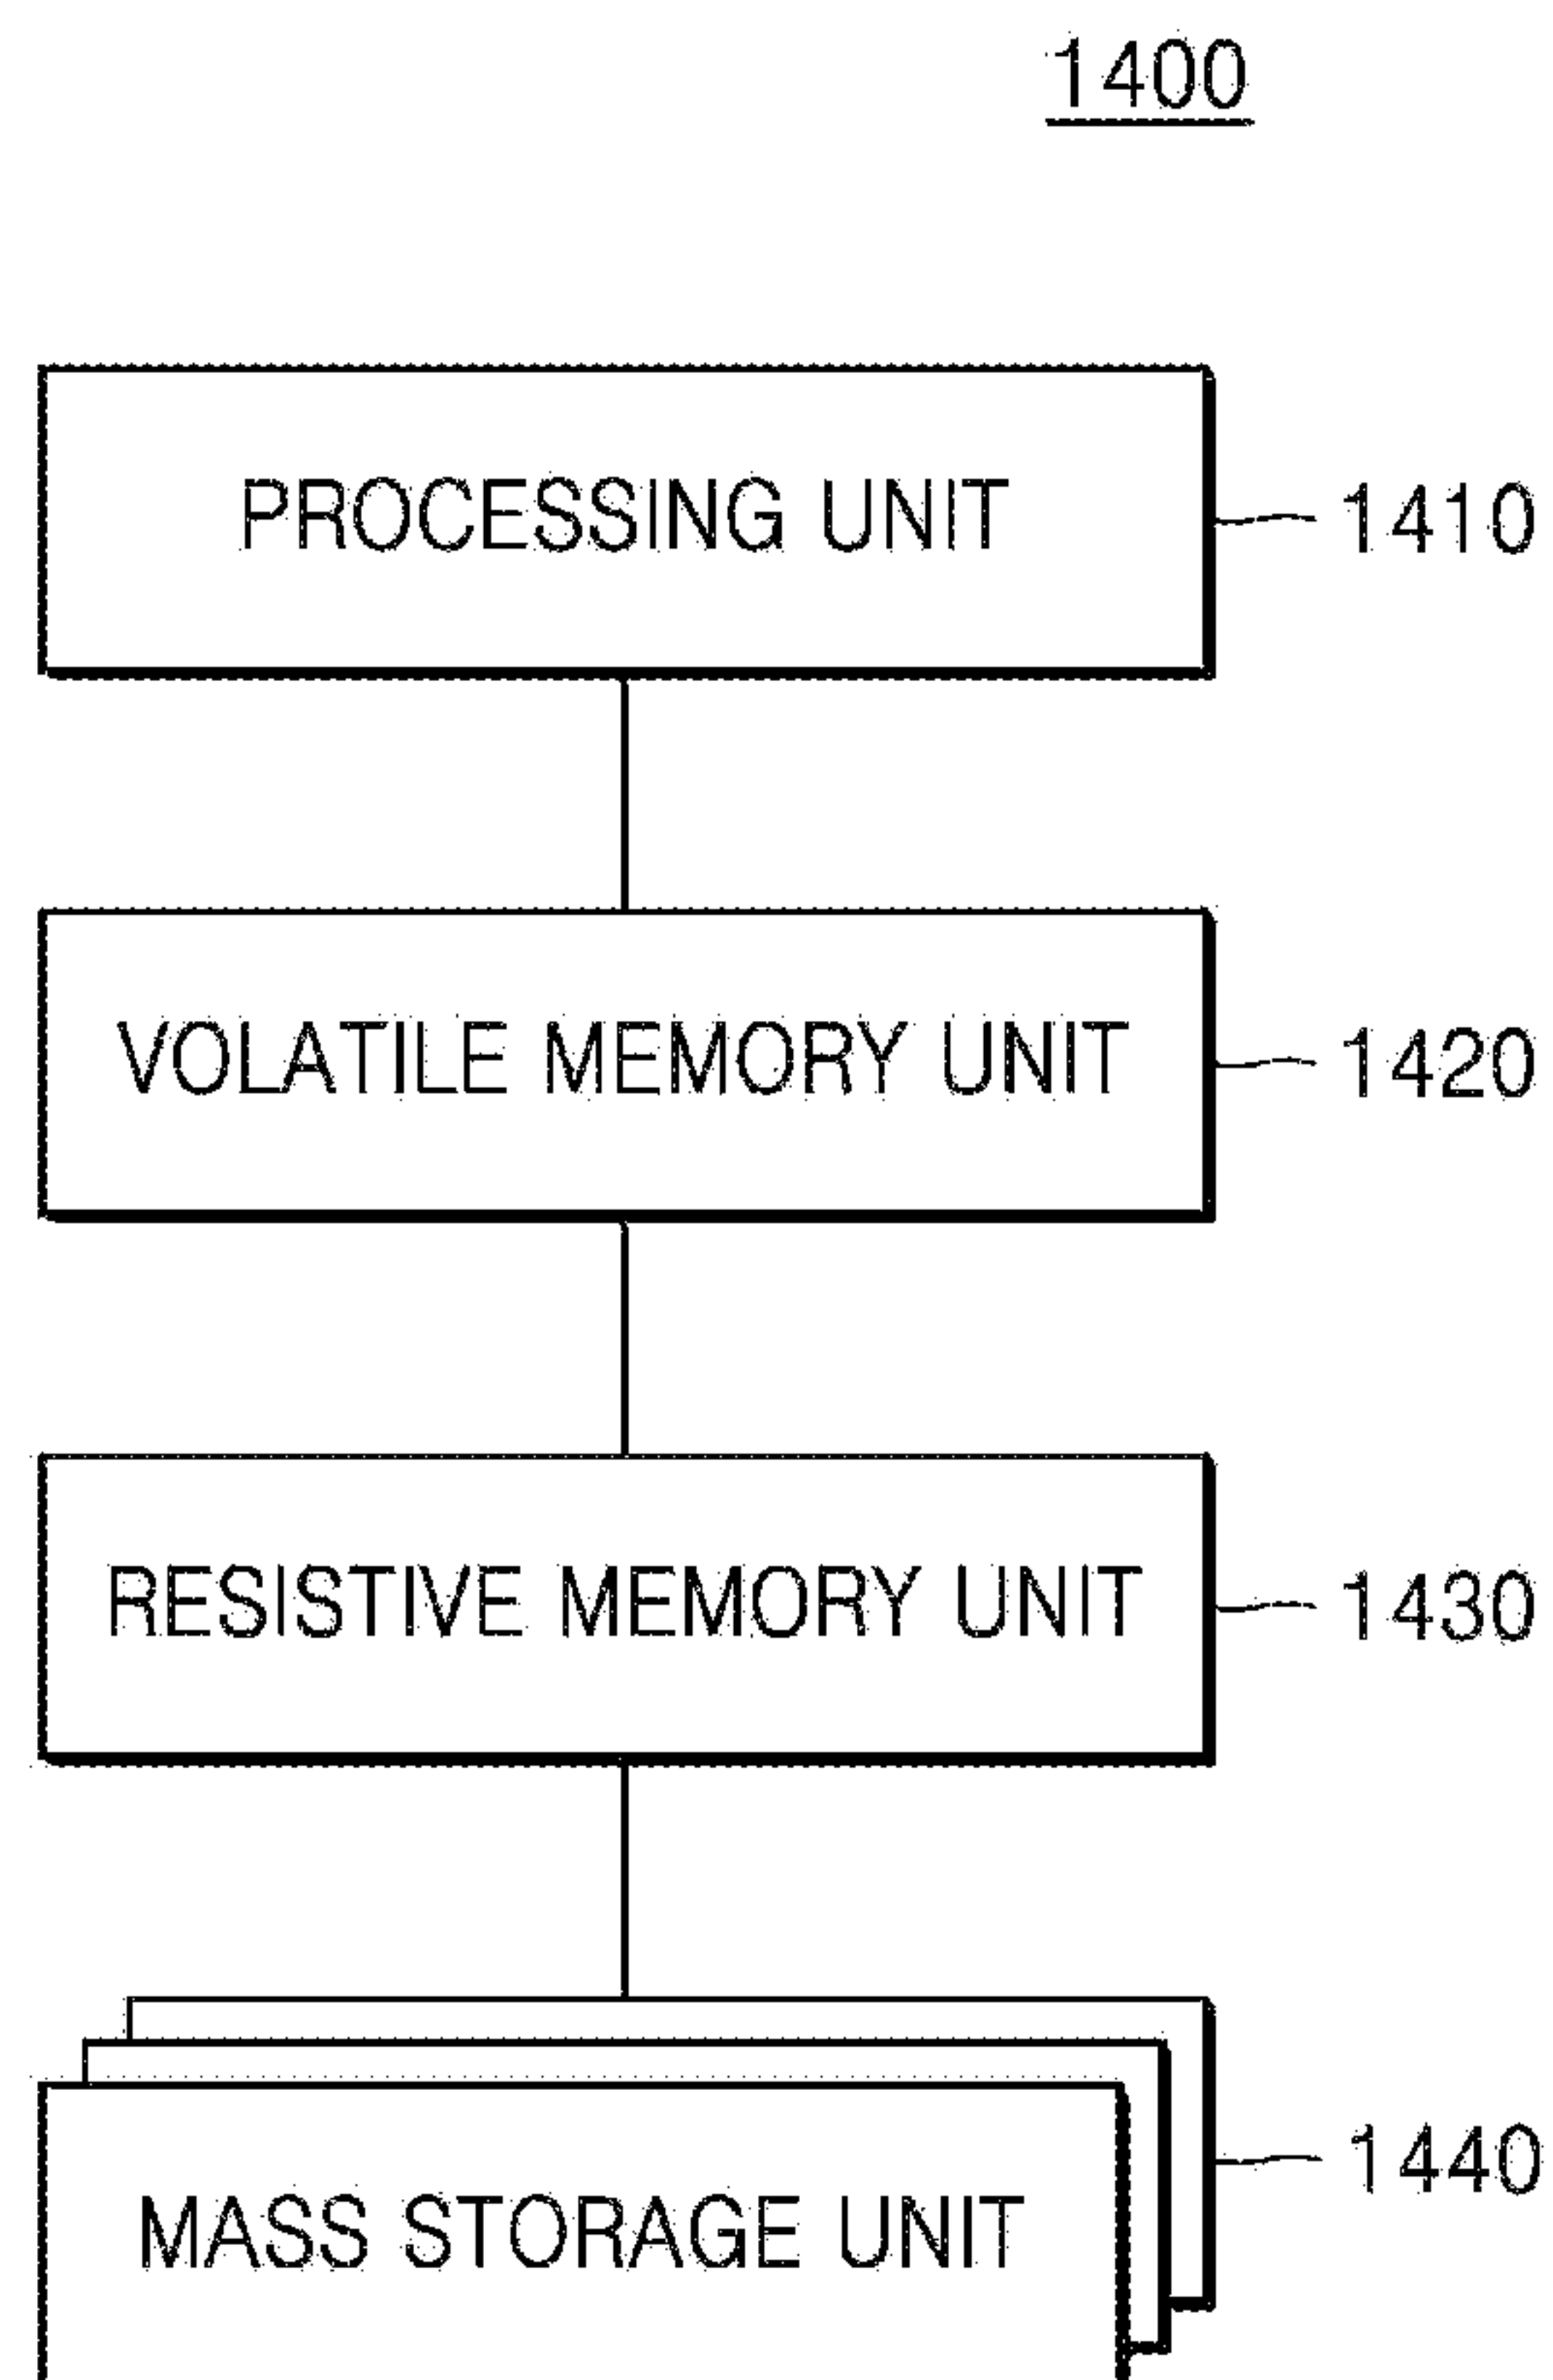 1400
PROCESSING UNIT 1410
VOLATILE MEMORY UNIT 1420
RESISTIVE MEMORY UNIT 1430
MASS STORAGE UNIT 1440